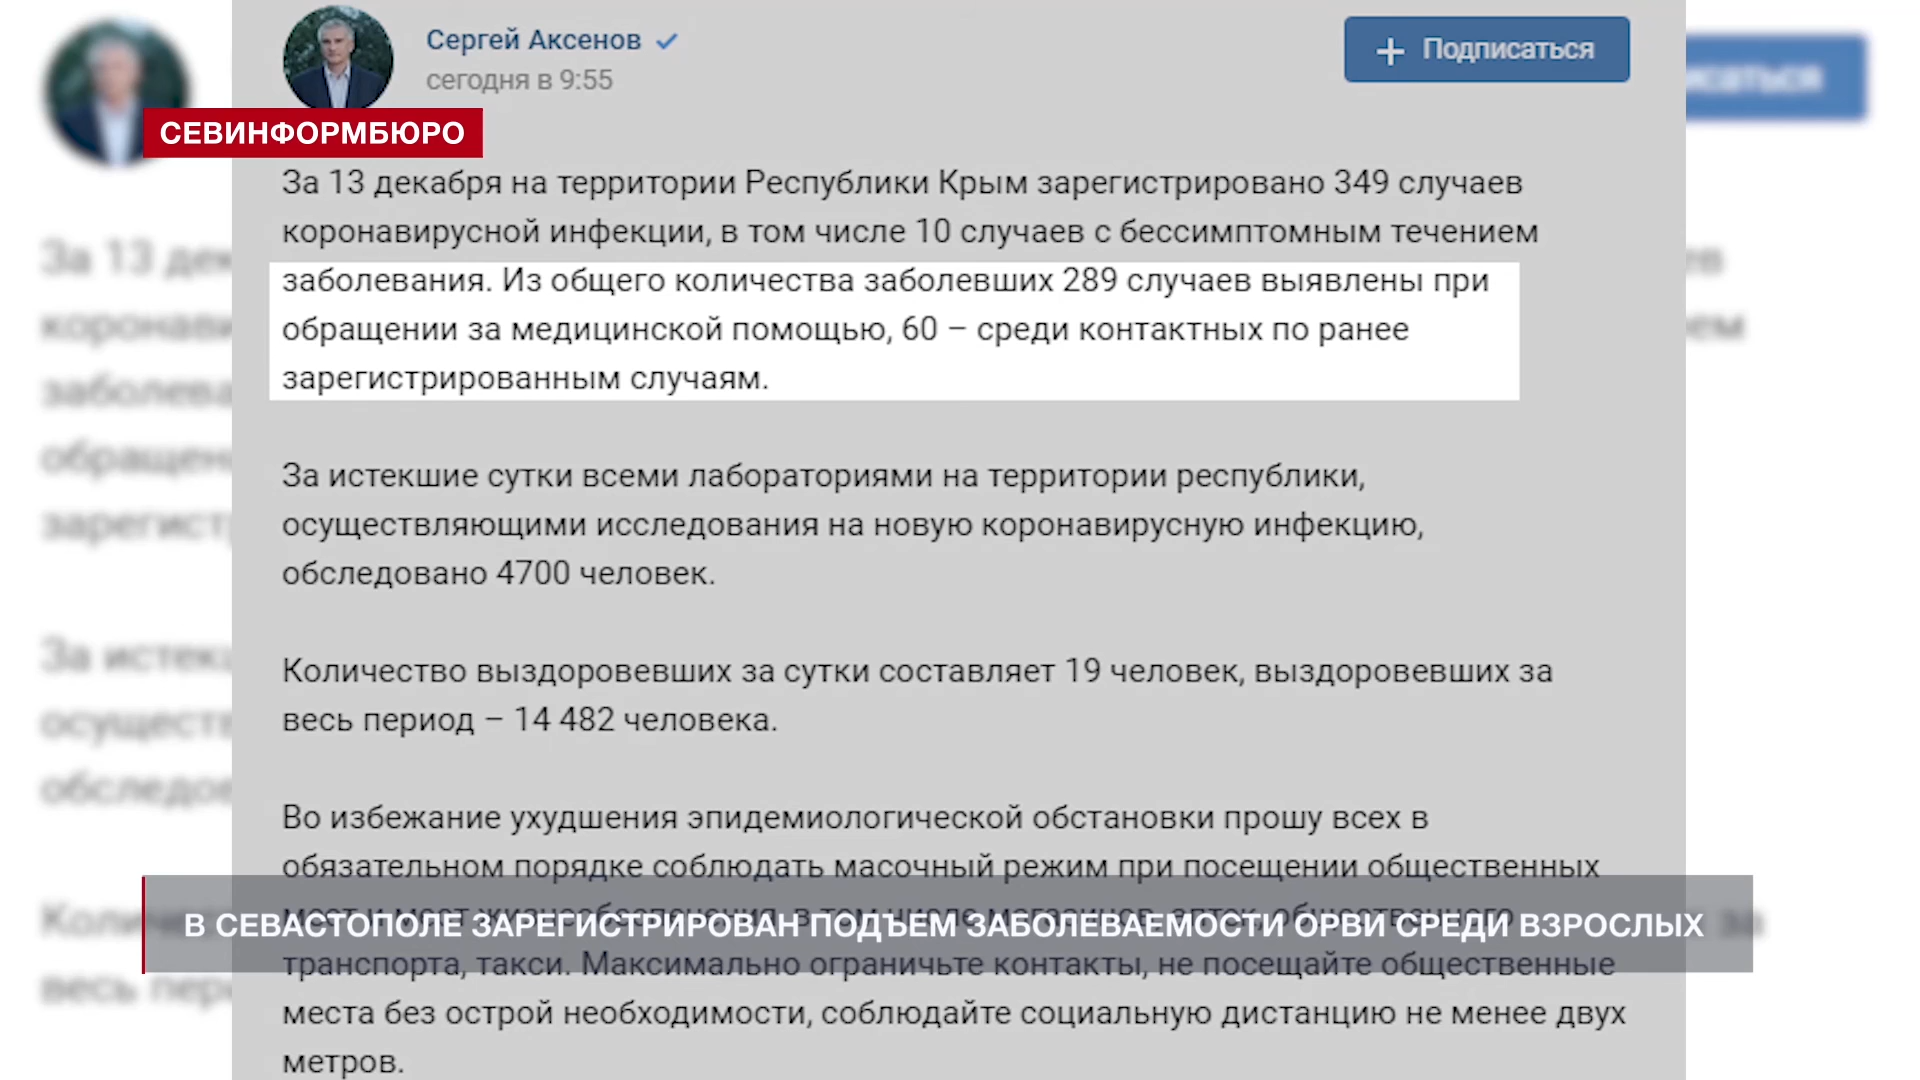 Сергей Аксенов
сегодня в 9:55
Подписаться
СЕВИНФОРМБЮРО
За 13 декабря на территории Республики Крым зарегистрировано 349 случаев
коронавирусной инфекции, в том числе 10 случаев с бессимптомным течением
заболевания. Из общего количества заболевших 289 случаев выявлены при
обращении за медицинской помощью, 60 – среди контактных по ранее
зарегистрированным случаям.
За истекшие сутки всеми лабораториями на территории республики,
осуществляющими исследования на новую коронавирусную инфекцию,
обследовано 4700 человек.
Количество выздоровевших за сутки составляет 19 человек, выздоровевших за
весь период – 14 482 человека.
Во избежание ухудшения эпидемиологической обстановки прошу всех в
обязательном порядке соблюдать масочный режим при посещении общественных
В СЕВАСТОПОЛЕ ЗАРЕГИСТРИРОВАН ПОДЪЕМ ЗАБОЛЕВАЕМОСТИ ОРВИ СРЕДИ ВЗРОСЛЫХ
транспорта, такси. Максимально ограничьте контакты, не посещайте общественные
места без острой необходимости, соблюдайте социальную дистанцию не менее двух
метров.